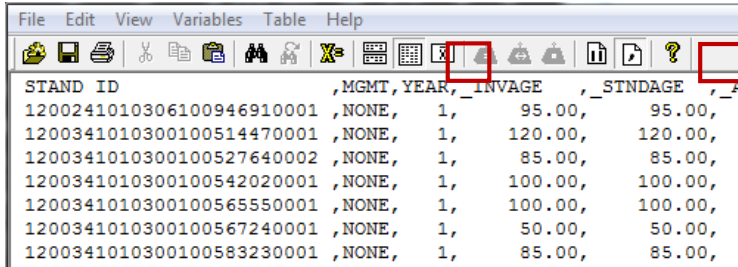 File Edit View Variables Table Help
STAND ID ,MGMT,YEAR,_INVAGE ,_STNDAGE ,_A
1200241010306100946910001 ,NONE, 1, 95.00, 95.00,
1200341010300100514470001 ,NONE, 1, 120.00, 120.00,
1200341010300100527640002 ,NONE, 1, 85.00, 85.00,
1200341010300100542020001 ,NONE, 1, 100.00, 100.00,
1200341010300100565550001 ,NONE, 1, 100.00, 100.00,
1200341010300100567240001 ,NONE, 1, 50.00, 50.00,
1200341010300100583230001 ,NONE, 1, 85.00, 85.00,